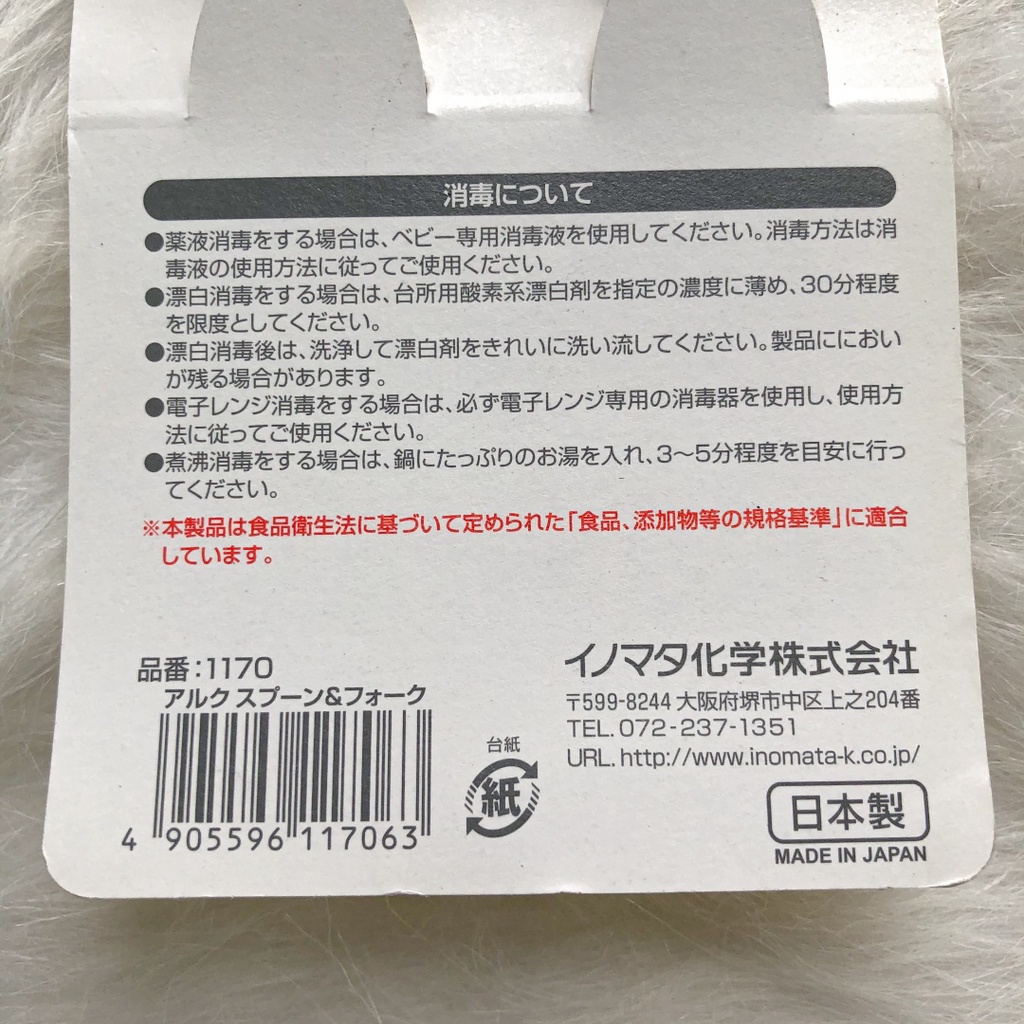 消毒について
●薬液消毒をする場合は、ベビー専用消毒液を使用してください。消毒方法は消
毒液の使用方法に従ってご使用ください。
●漂白消毒をする場合は、台所用酸素系漂白剤を指定の濃度に薄め、30分程度
を限度としてください。
●漂白消毒後は、洗浄して漂白剤をきれいに洗い流してください。製品ににおい
が残る場合があります。
●電子レンジ消毒をする場合は、必ず電子レンジ専用の消毒器を使用し、使用方
法に従ってご使用ください。
●煮沸消毒をする場合は、鍋にたっぷりのお湯を入れ、3〜5分程度を目安に行っ
てください。
※本製品は食品衛生法に基づいて定められた「食品、添加物等の規格基準」に適合
しています。
品番:1170
アルク スプーン&フォーク
4 905596 117063
台紙
紙
イノマタ化学株式会社
〒599-8244 大阪府堺市中区上之204番
TEL. 072-237-1351
URL. http://www.inomata-k.co.jp/
日本製
MADE IN JAPAN